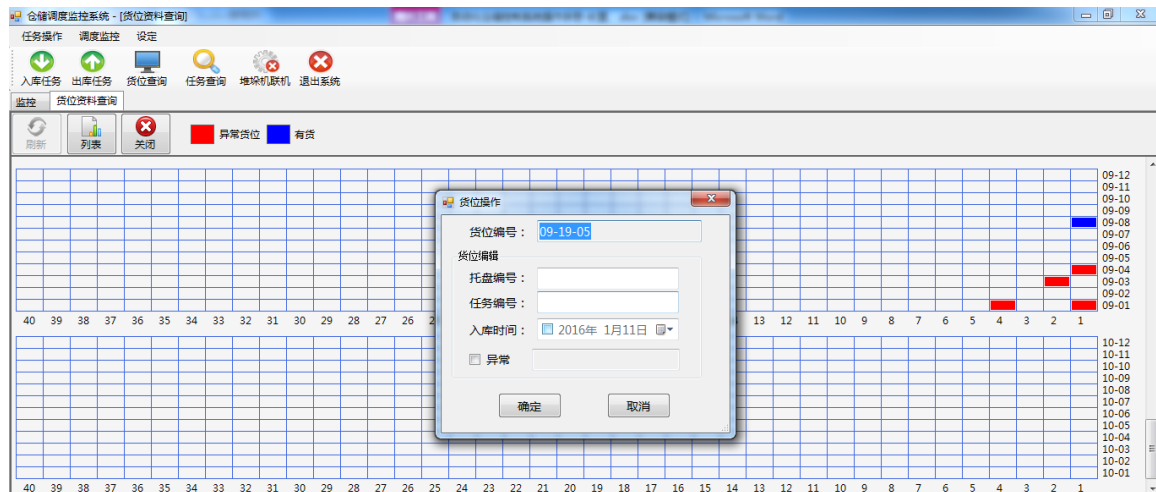 仓储调度监控系统 - [货位资料查询]
任务操作 调度监控 设定
入库任务 出库任务 货位查询 任务查询 堆垛机联机 退出系统
监控 货位资料查询
刷新 列表 关闭 异常货位 有货
09-12
09-11
09-10
09-09
09-08
09-07
09-06
09-05
09-04
09-03
09-02
09-01
40 39 38 37 36 35 34 33 32 31 30 29 28 27 26 13 12 11 10 9 8 7 6 5 4 3 2 1
货位操作
货位编号： 09-19-05
货位编辑
托盘编号：
任务编号：
入库时间： 2016年 1月11日
异常
确定 取消
10-12
10-11
10-10
10-09
10-08
10-07
10-06
10-05
10-04
10-03
10-02
10-01
40 39 38 37 36 35 34 33 32 31 30 29 28 27 26 25 24 23 22 21 20 19 18 17 16 15 14 13 12 11 10 9 8 7 6 5 4 3 2 1